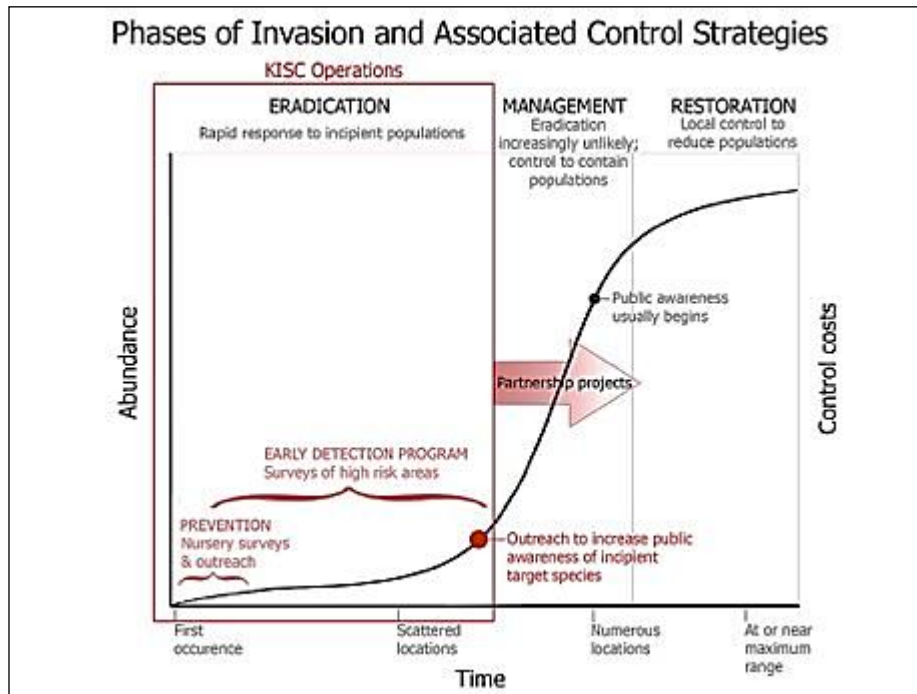 Phases of Invasion and Associated Control Strategies
KISC Operations
ERADICATION
Rapid response to incipient populations
MANAGEMENT
Eradication
increasingly unlikely;
control to contain
populations
RESTORATION
Local control to
reduce populations
Abundance
Control costs
Public awareness
usually begins
Partnership projects
EARLY DETECTION PROGRAM
Surveys of high risk areas
PREVENTION
Nursery surveys
& outreach
Outreach to increase public
awareness of incipient
target species
First
occurence
Scattered
locations
Numerous
locations
At or near
maximum
range
Time